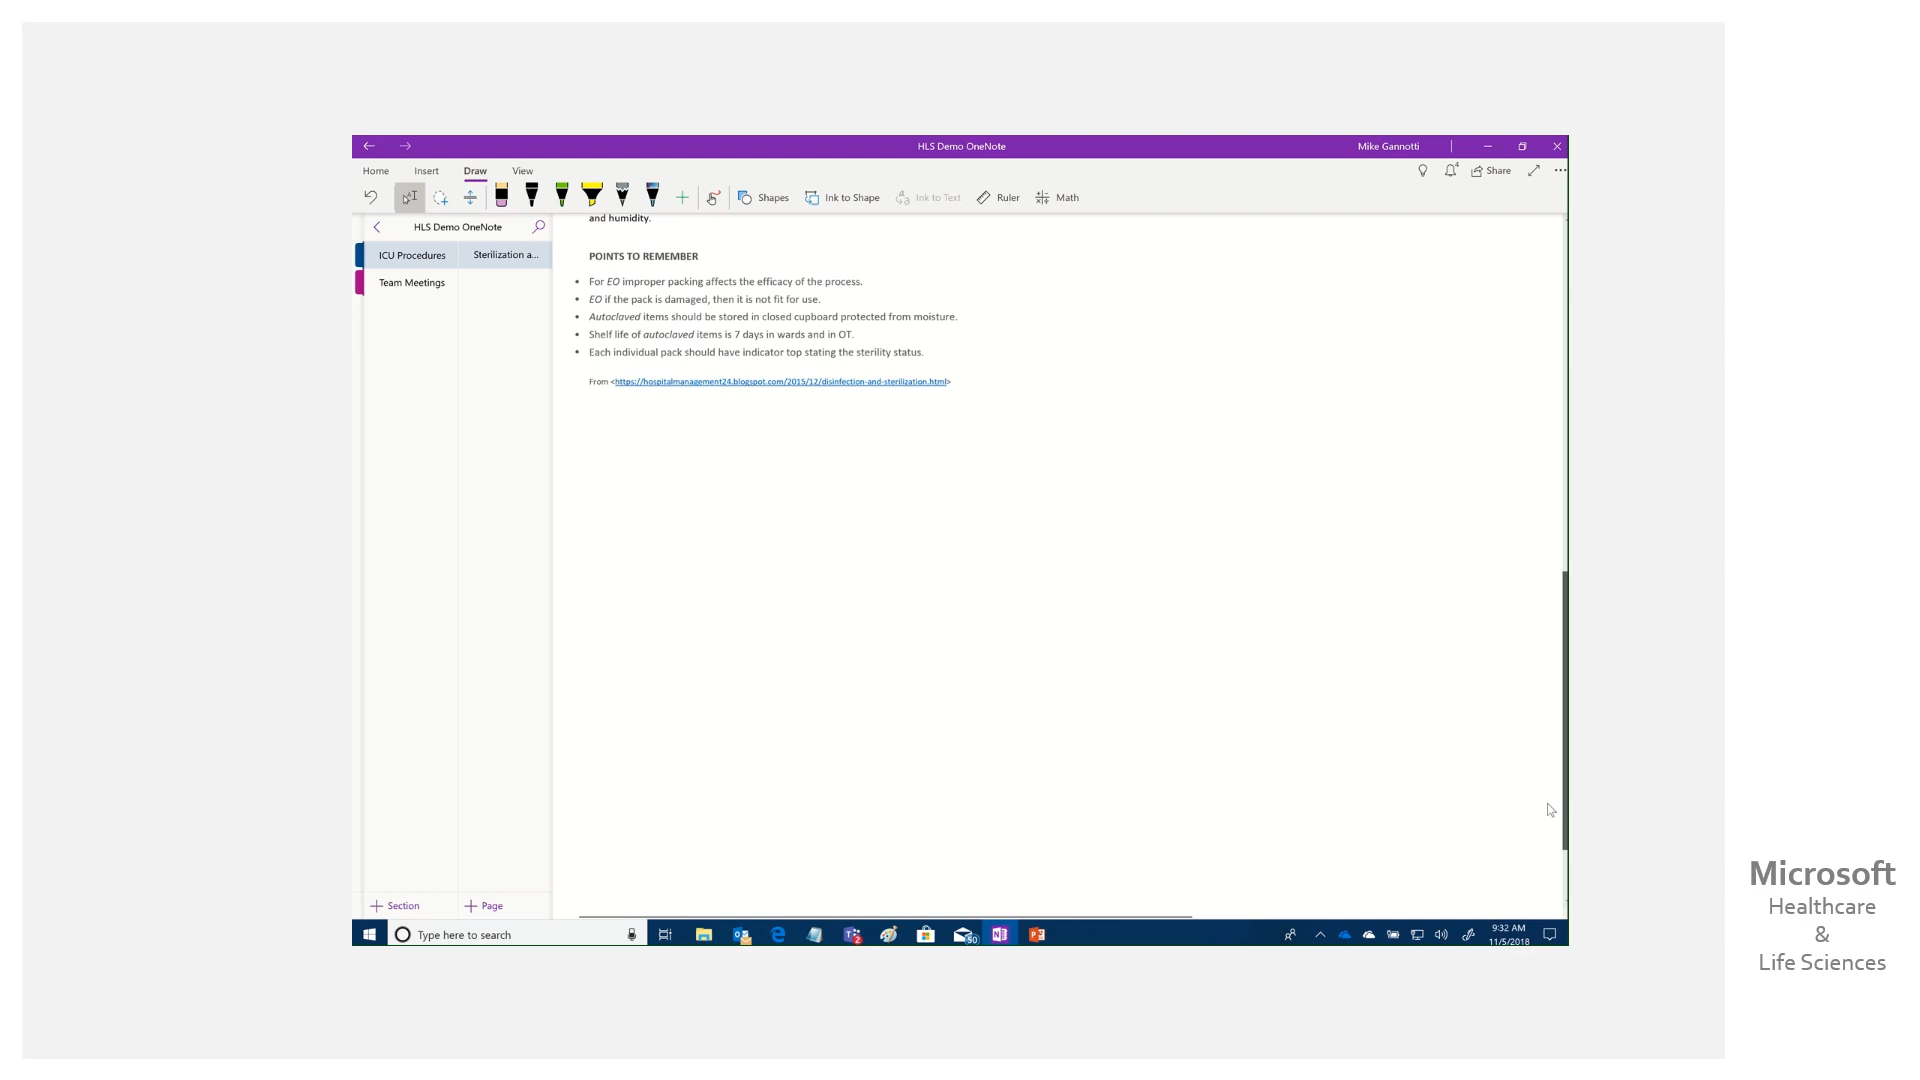 HLS Demo OneNote
Mike Gannotti
Home Insert Draw View
4
Share
Shapes Ink to Shape Ink to Text Ruler Math
HLS Demo OneNote
ICU Procedures
Sterilization a...
Team Meetings
and humidity.
POINTS TO REMEMBER
• For EO improper packing affects the efficacy of the process.
• EO if the pack is damaged, then it is not fit for use.
• Autoclaved items should be stored in closed cupboard protected from moisture.
• Shelf life of autoclaved items is 7 days in wards and in OT.
• Each individual pack should have indicator top stating the sterility status.
From <https://hospitalmanagement24.blogspot.com/2015/12/disinfection-and-sterilization.html>
+ Section + Page
Type here to search
2
50
9:32 AM
11/5/2018
Microsoft
Healthcare
&
Life Sciences